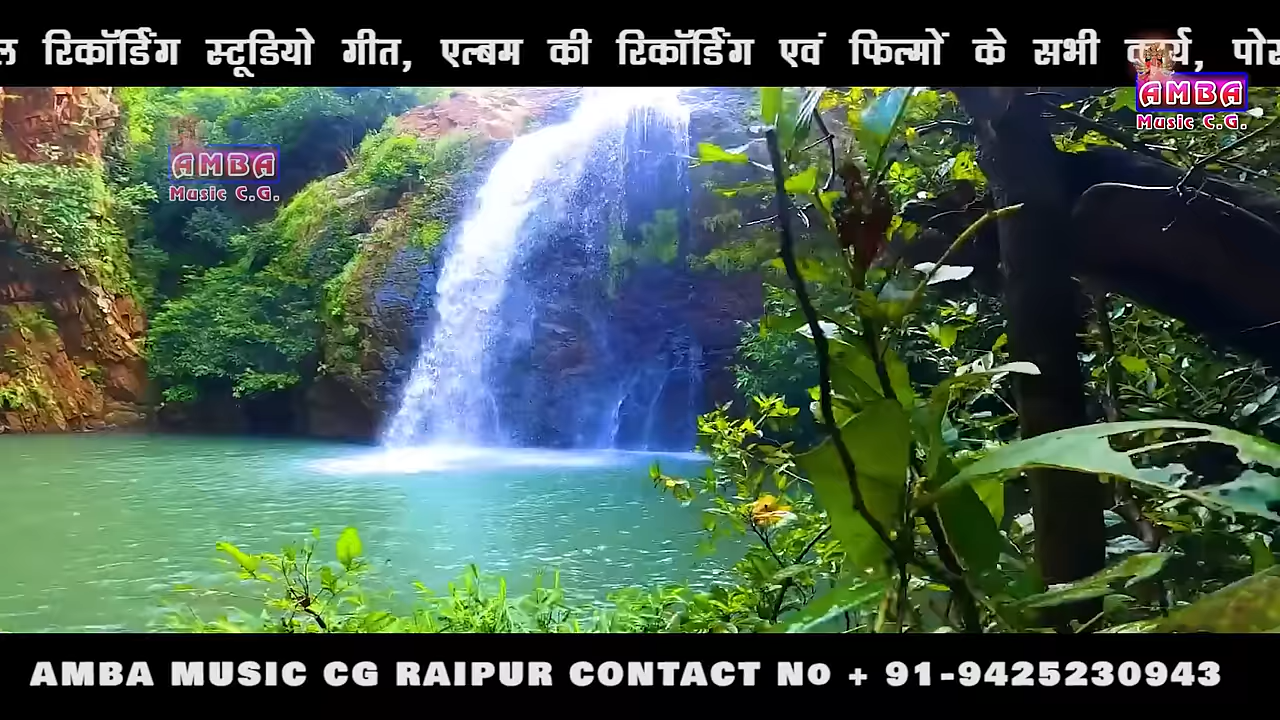 रिकॉर्डिंग स्टूडियो गीत, एल्बम की रिकॉर्डिंग एवं फिल्मों के सभी कार्य,
AMBA
Music C.G.
AMBA
Music C.G.
AMBA MUSIC CG RAIPUR CONTACT No + 91-9425230943